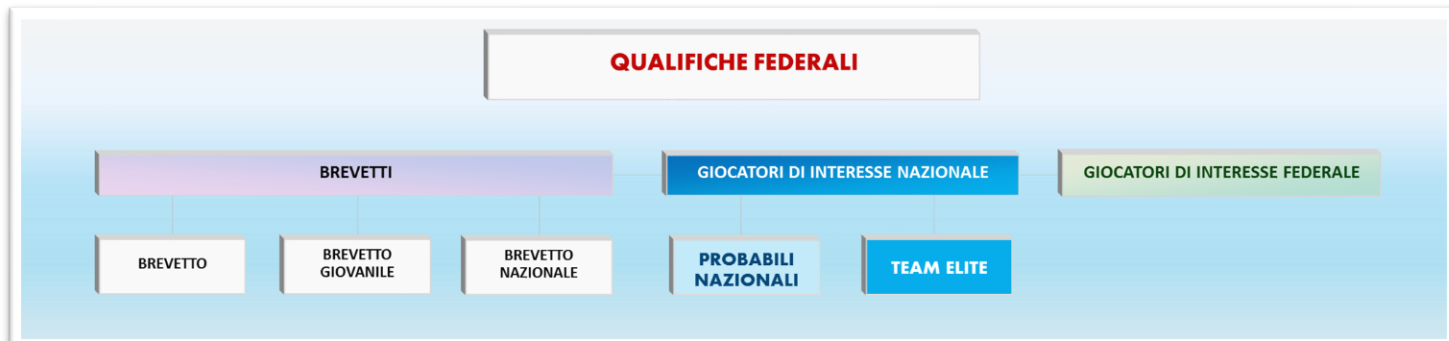 QUALIFICHE FEDERALI
BREVETTI
GIOCATORI DI INTERESSE NAZIONALE
GIOCATORI DI INTERESSE FEDERALE
BREVETTO
BREVETTO
GIOVANILE
BREVETTO
NAZIONALE
PROBABILI
NAZIONALI
TEAM ELITE